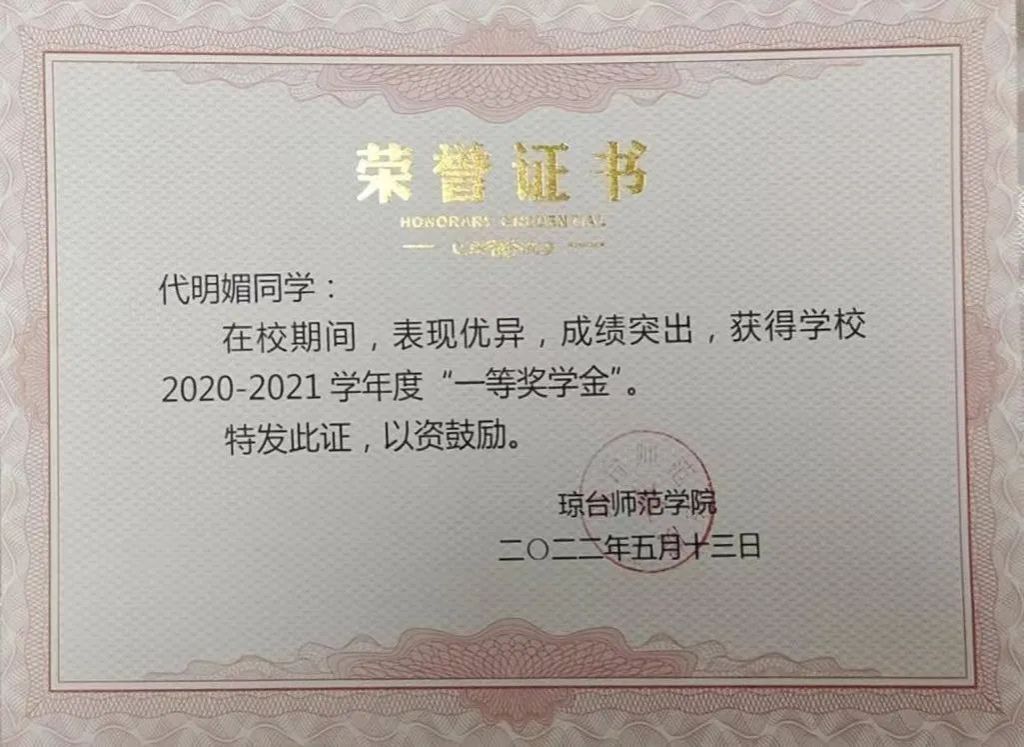 荣誉证书
HONORARY CREDENTIAL
代明媚同学：
在校期间，表现优异，成绩突出，获得学校
2020-2021 学年度“一等奖学金”。
特发此证，以资鼓励。
琼台师范学院
二〇二二年五月十三日